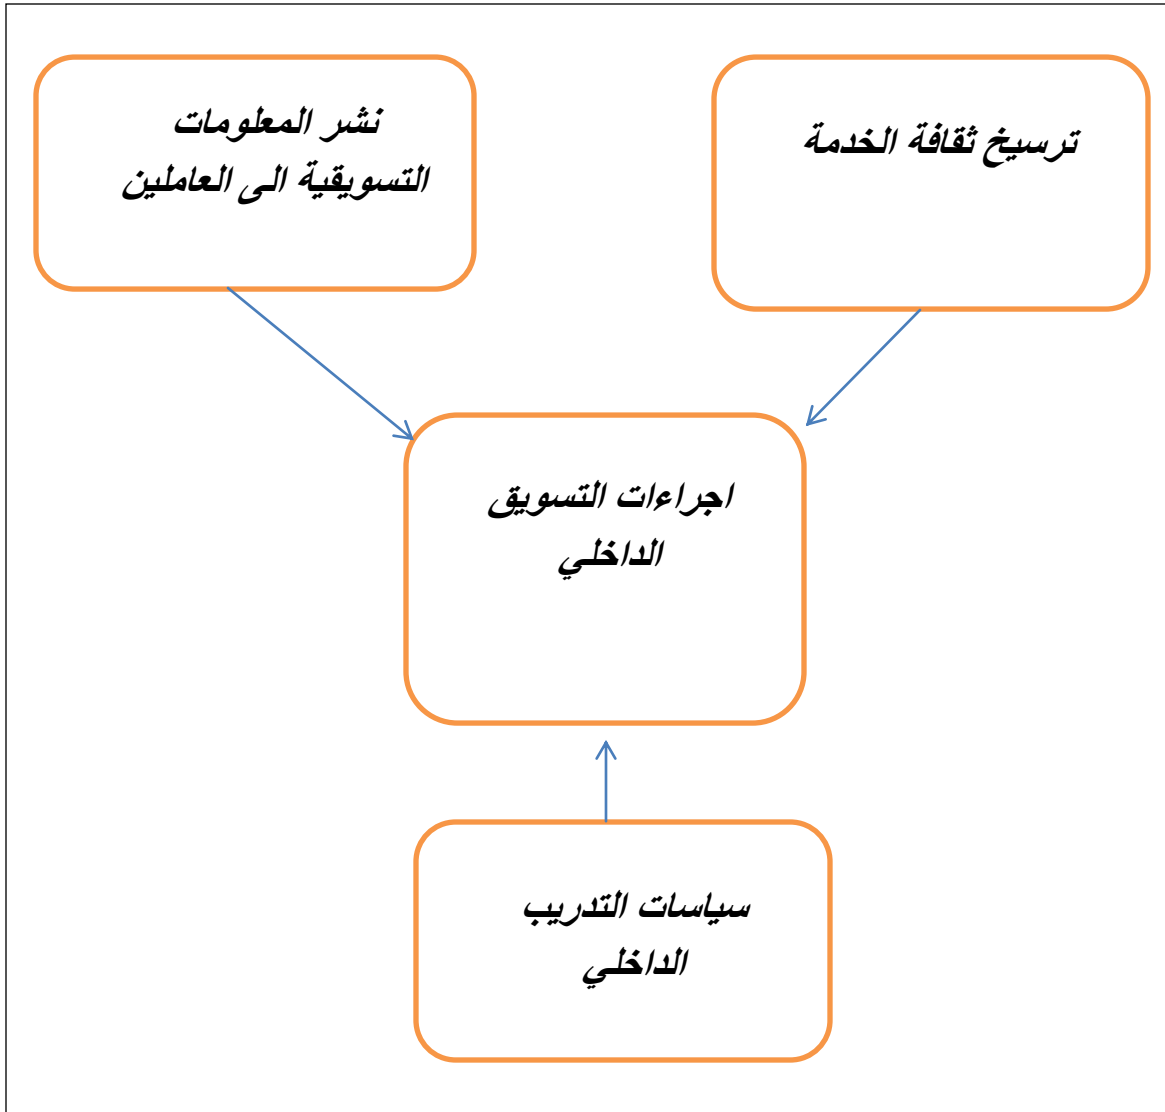 ترسيخ ثقافة الخدمة
نشر المعلومات
التسويقية الى العاملين
اجراءات التسويق
الداخلي
سياسات التدريب
الداخلي